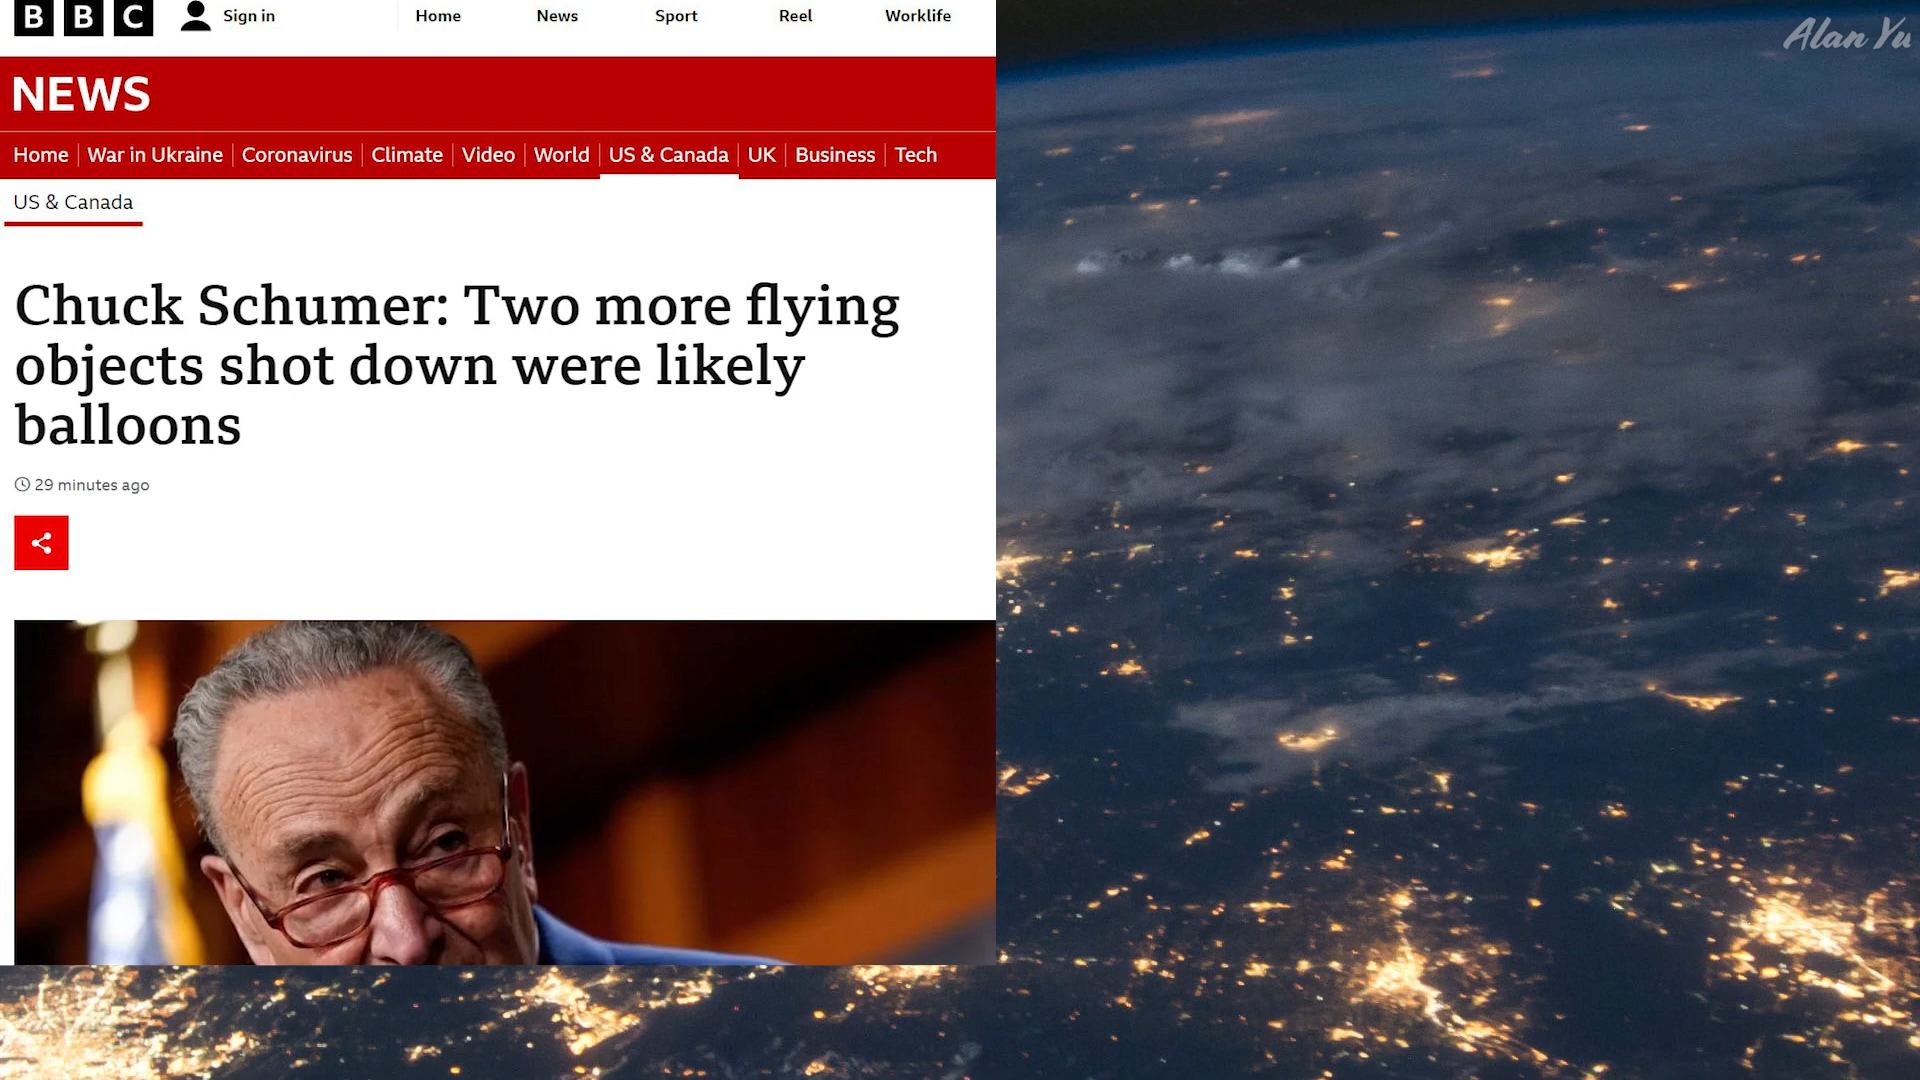 BBC Sign in Home News Sport Reel Worklife
NEWS
Home War in Ukraine Coronavirus Climate Video World US & Canada UK Business Tech
US & Canada
Chuck Schumer: Two more flying
objects shot down were likely
balloons
29 minutes ago
Alan Yu